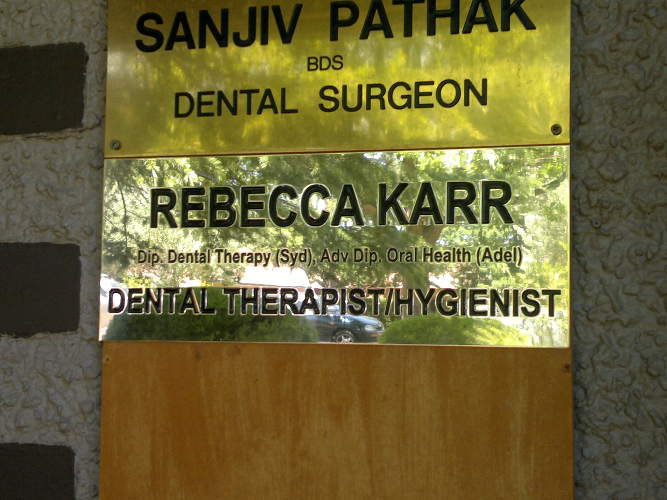 SANJIV PATHAK
BDS
DENTAL SURGEON
REBECCA KARR
Dip. Dental Therapy (Syd), Adv Dip. Oral Health (Adel)
DENTAL THERAPIST/HYGIENIST